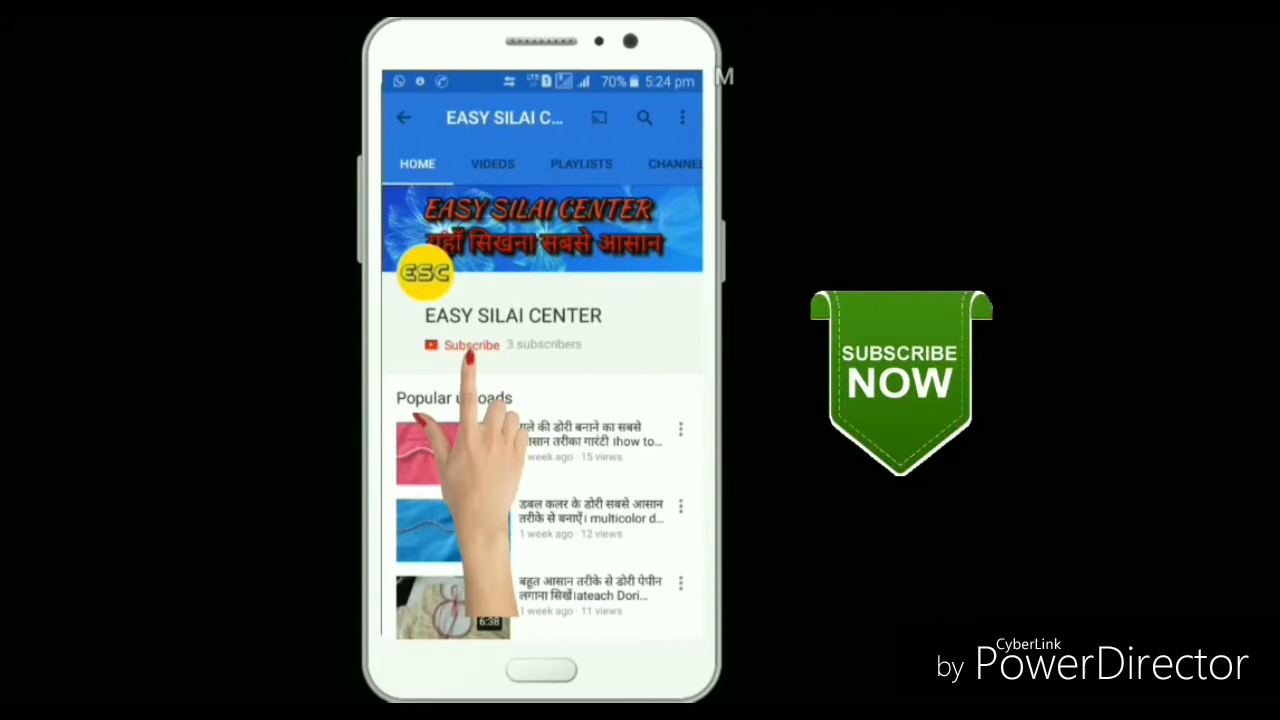 LTE 70% 5:24 pm
M
EASY SILAI C...
HOME VIDEOS PLAYLISTS CHANNEL
EASY SILAI CENTER
यहाँ सिखना सबसे आसान
ESC
EASY SILAI CENTER
Subscribe 3 subscribers
Popular
गले की डोरी बनाने का सबसे
आसान तरीका गारंटी ।how to...
week ago · 15 views
डबल कलर के डोरी सबसे आसान
तरीके से बनाऐं। multicolor d...
1 week ago · 12 views
बहूत आसान तरीके से डोरी पेपीन
लगाना सिखें।ateach Dori...
1 week ago · 11 views
6:38
SUBSCRIBE
NOW
CyberLink
by PowerDirector